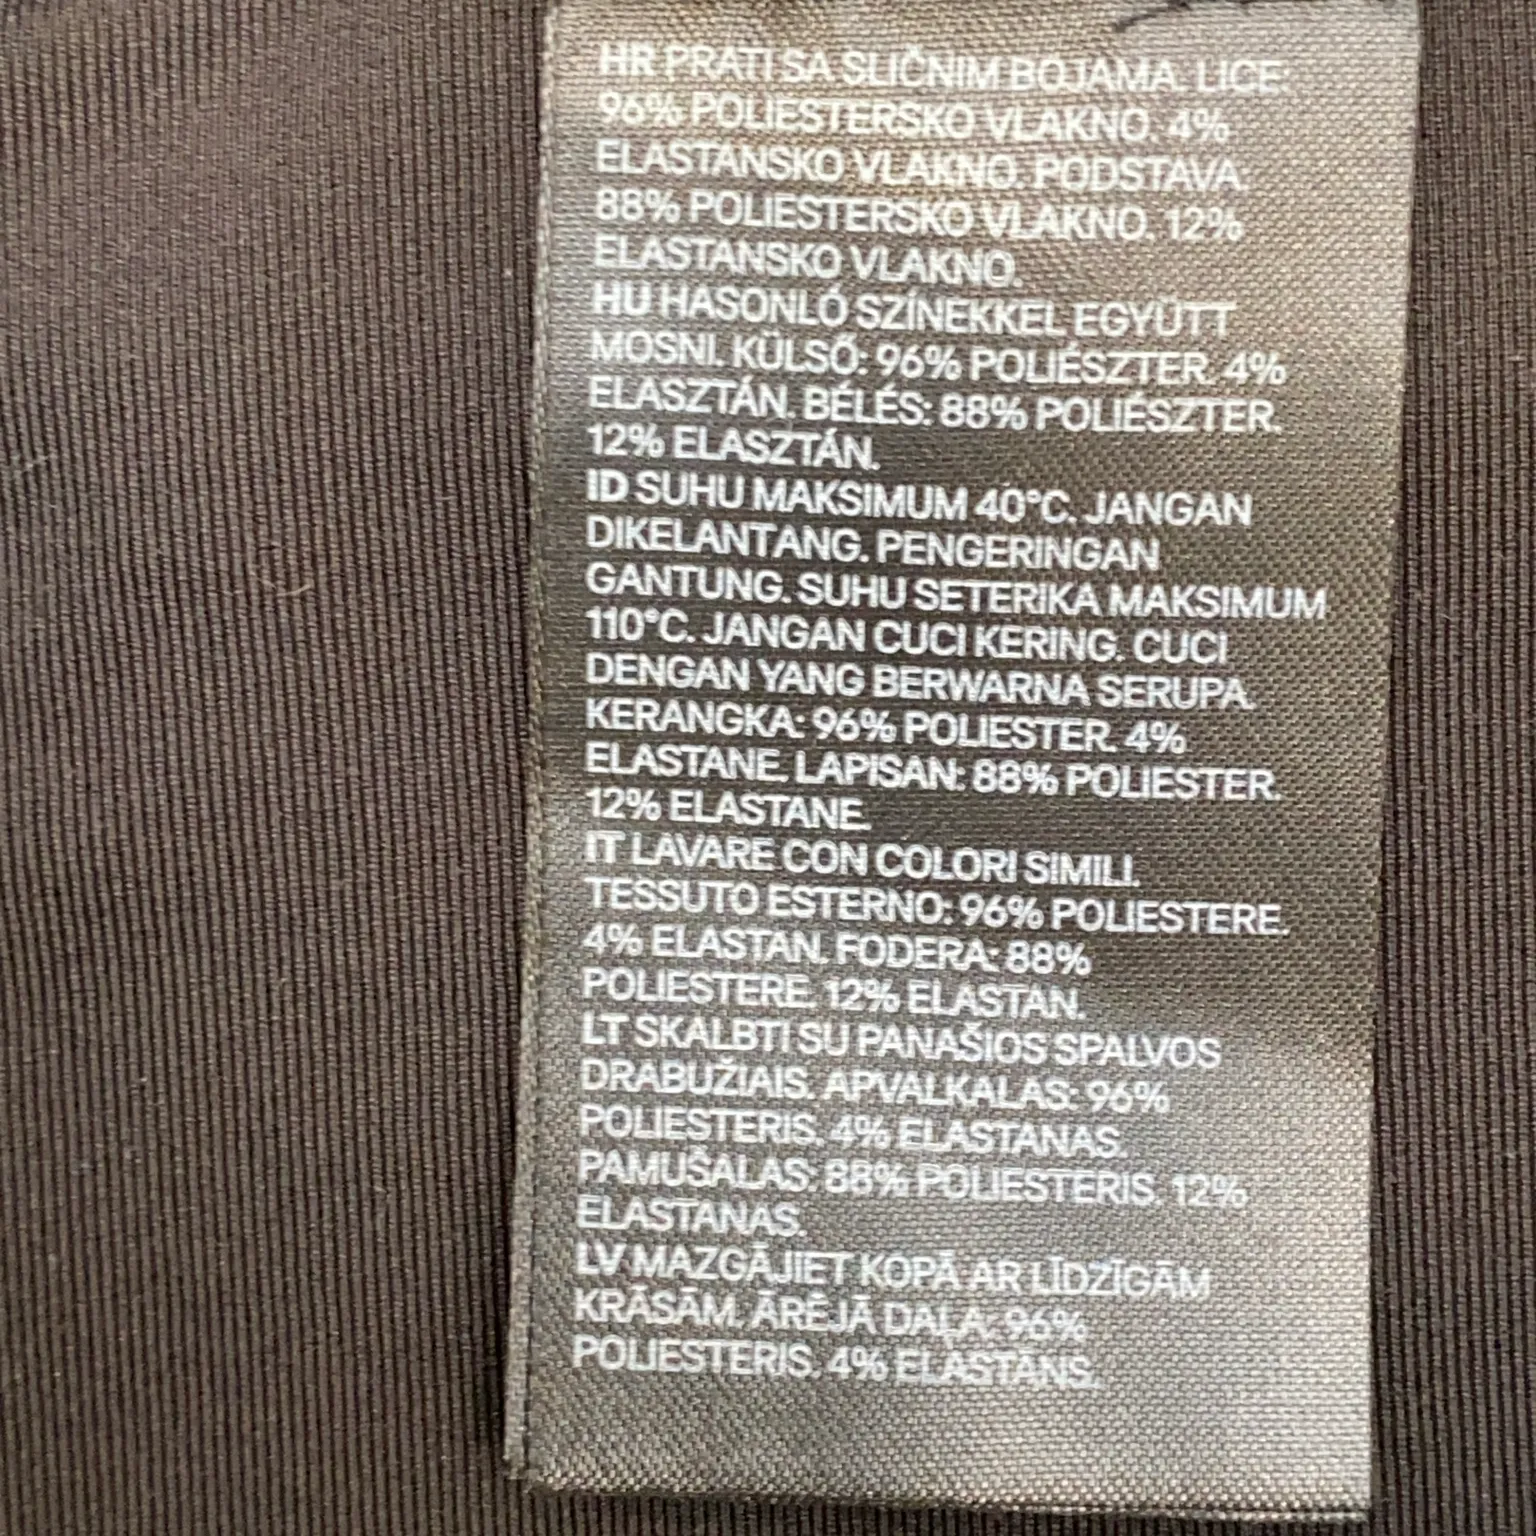 HR PRATI SA SLIČNIM BOJAMA. LICE:
96% POLIESTERSKO VLAKNO. 4%
ELASTANSKO VLAKNO. PODSTAVA:
88% POLIESTERSKO VLAKNO. 12%
ELASTANSKO VLAKNO.
HU HASONLÓ SZÍNEKKEL EGYÜTT
MOSNI. KÜLSŐ: 96% POLIÉSZTER. 4%
ELASZTÁN. BÉLÉS: 88% POLIÉSZTER.
12% ELASZTÁN.
ID SUHU MAKSIMUM 40°C. JANGAN
DIKELANTANG. PENGERINGAN
GANTUNG. SUHU SETERIKA MAKSIMUM
110°C. JANGAN CUCI KERING. CUCI
DENGAN YANG BERWARNA SERUPA.
KERANGKA: 96% POLIESTER. 4%
ELASTANE. LAPISAN: 88% POLIESTER.
12% ELASTANE.
IT LAVARE CON COLORI SIMILI.
TESSUTO ESTERNO: 96% POLIESTERE.
4% ELASTAN. FODERA: 88%
POLIESTERE. 12% ELASTAN.
LT SKALBTI SU PANAŠIOS SPALVOS
DRABUŽIAIS. APVALKALAS: 96%
POLIESTERIS. 4% ELASTANAS.
PAMUŠALAS: 88% POLIESTERIS. 12%
ELASTANAS.
LV MAZGĀJIET KOPĀ AR LĪDZĪGĀM
KRĀSĀM. ĀRĒJĀ DAĻA: 96%
POLIESTERIS. 4% ELASTĀNS.